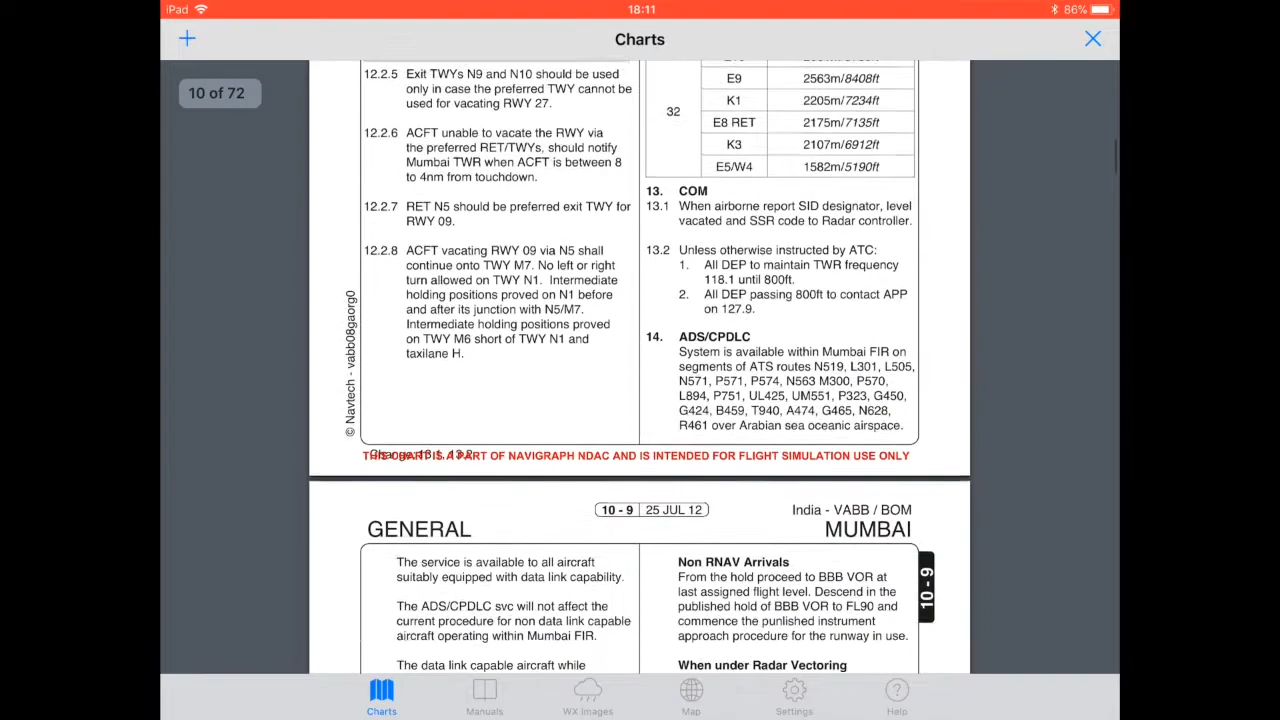 iPad
18:11
86%
Charts
10 of 72
12.2.5 Exit TWYs N9 and N10 should be used
only in case the preferred TWY cannot be
used for vacating RWY 27.
12.2.6 ACFT unable to vacate the RWY via
the preferred RET/TWYs, should notify
Mumbai TWR when ACFT is between 8
to 4nm from touchdown.
12.2.7 RET N5 should be preferred exit TWY for
RWY 09.
12.2.8 ACFT vacating RWY 09 via N5 shall
continue onto TWY M7. No left or right
turn allowed on TWY N1. Intermediate
holding positions proved on N1 before
and after its junction with N5/M7.
Intermediate holding positions proved
on TWY M6 short of TWY N1 and
taxilane H.
© Navtech - vabb08gaorg0
32
E9 2563m/8408ft
K1 2205m/7234ft
E8 RET 2175m/7135ft
K3 2107m/6912ft
E5/W4 1582m/5190ft
13. COM
13.1 When airborne report SID designator, level
vacated and SSR code to Radar controller.
13.2 Unless otherwise instructed by ATC:
1. All DEP to maintain TWR frequency
118.1 until 800ft.
2. All DEP passing 800ft to contact APP
on 127.9.
14. ADS/CPDLC
System is available within Mumbai FIR on
segments of ATS routes N519, L301, L505,
N571, P571, P574, N563 M300, P570,
L894, P751, UL425, UM551, P323, G450,
G424, B459, T940, A474, G465, N628,
R461 over Arabian sea oceanic airspace.
THIS CHART IS A PART OF NAVIGRAPH NDAC AND IS INTENDED FOR FLIGHT SIMULATION USE ONLY
10 - 9 25 JUL 12
India - VABB / BOM
GENERAL
MUMBAI
The service is available to all aircraft
suitably equipped with data link capability.
The ADS/CPDLC svc will not affect the
current procedure for non data link capable
aircraft operating within Mumbai FIR.
The data link capable aircraft while
Non RNAV Arrivals
From the hold proceed to BBB VOR at
last assigned flight level. Descend in the
published hold of BBB VOR to FL90 and
commence the punlished instrument
approach procedure for the runway in use.
When under Radar Vectoring
10 - 9
Charts
Manuals
WX Images
Map
Settings
Help